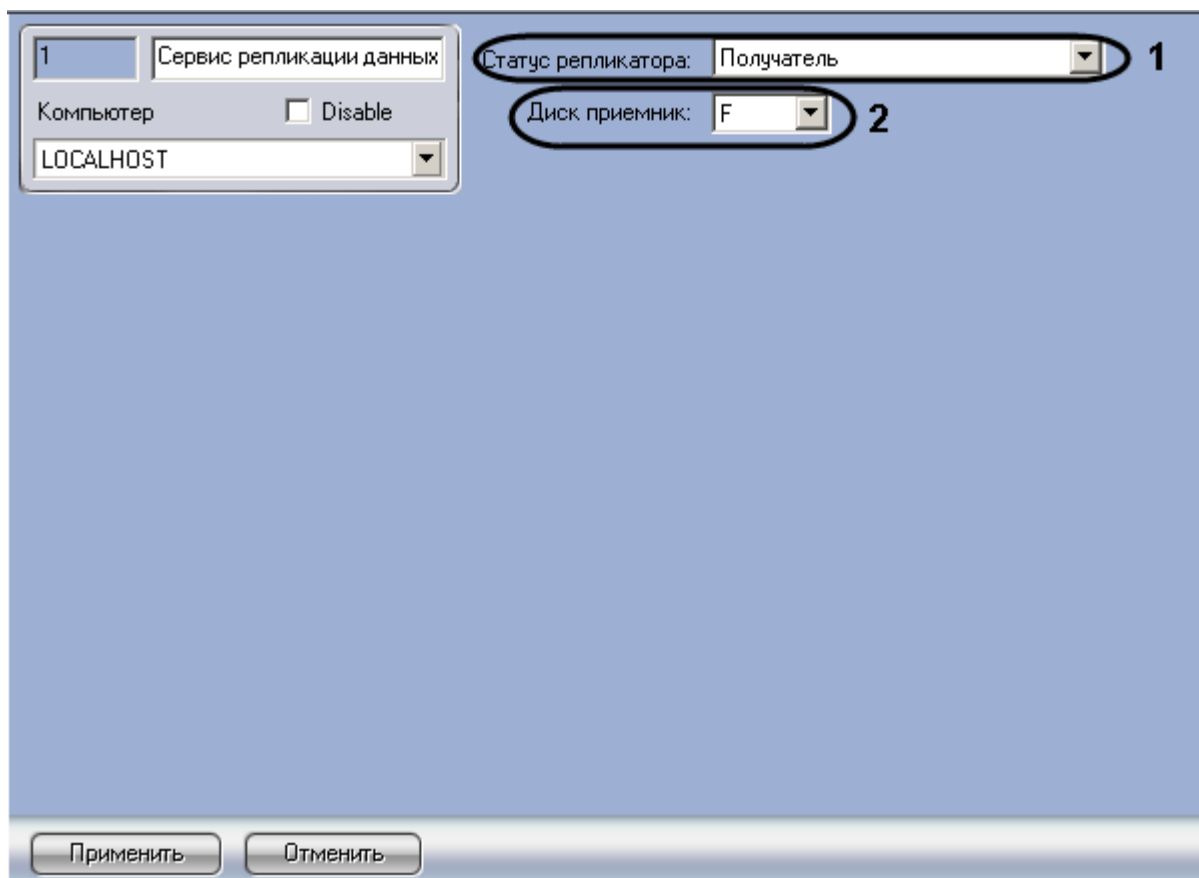 1 Сервис репликации данных
Компьютер Disable
LOCALHOST
Статус репликатора: Получатель 1
Диск приемник: F 2
Применить Отменить